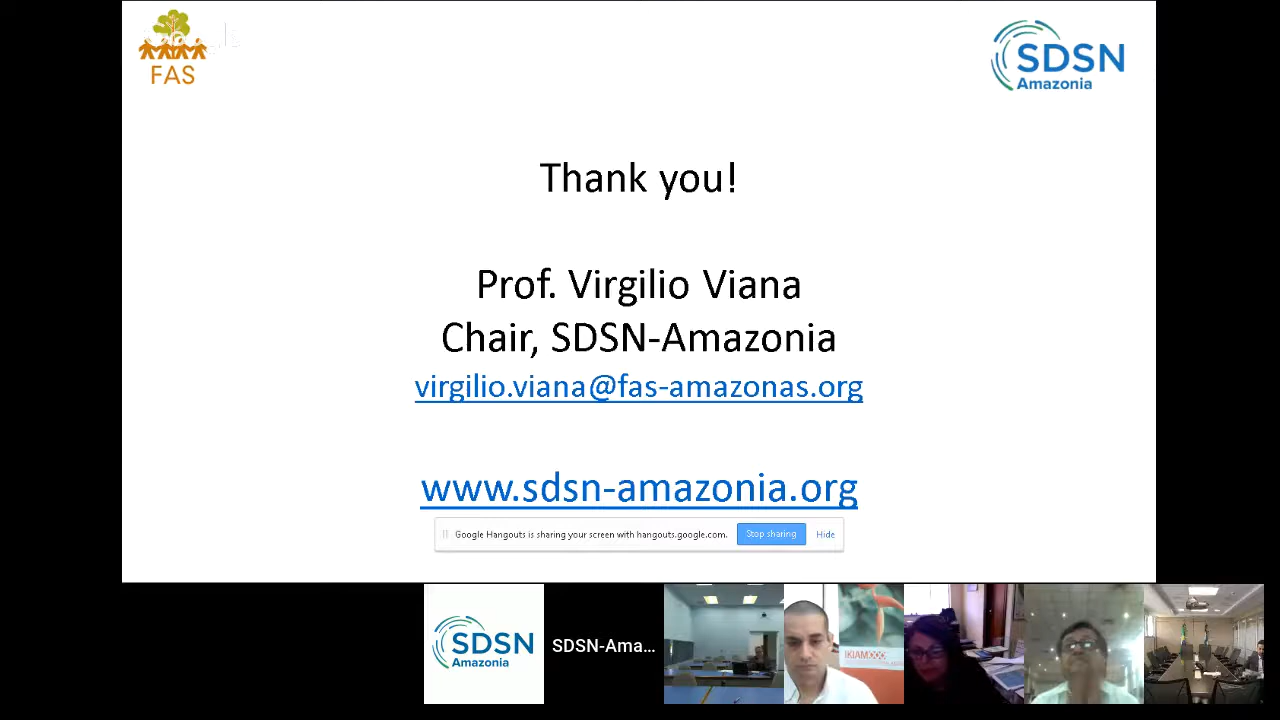 FAS
SDSN
Amazonia
Thank you!
Prof. Virgilio Viana
Chair, SDSN-Amazonia
virgilio.viana@fas-amazonas.org
www.sdsn-amazonia.org
Google Hangouts is sharing your screen with hangouts.google.com. Stop sharing Hide
SDSN
Amazonia
SDSN-Ama...
IKIAM